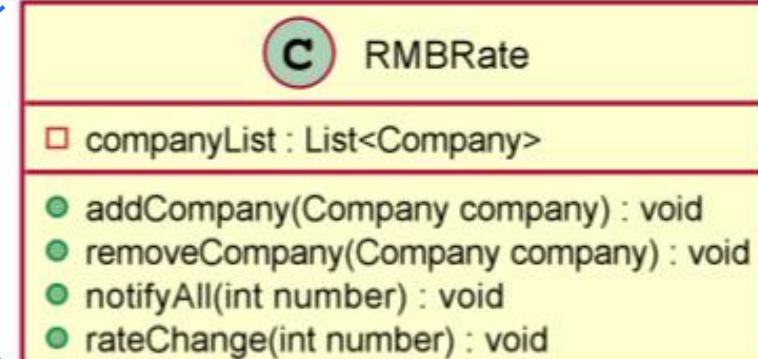 C RMBRate
companyList : List<Company>
addCompany(Company company) : void
removeCompany(Company company) : void
notifyAll(int number) : void
rateChange(int number) : void